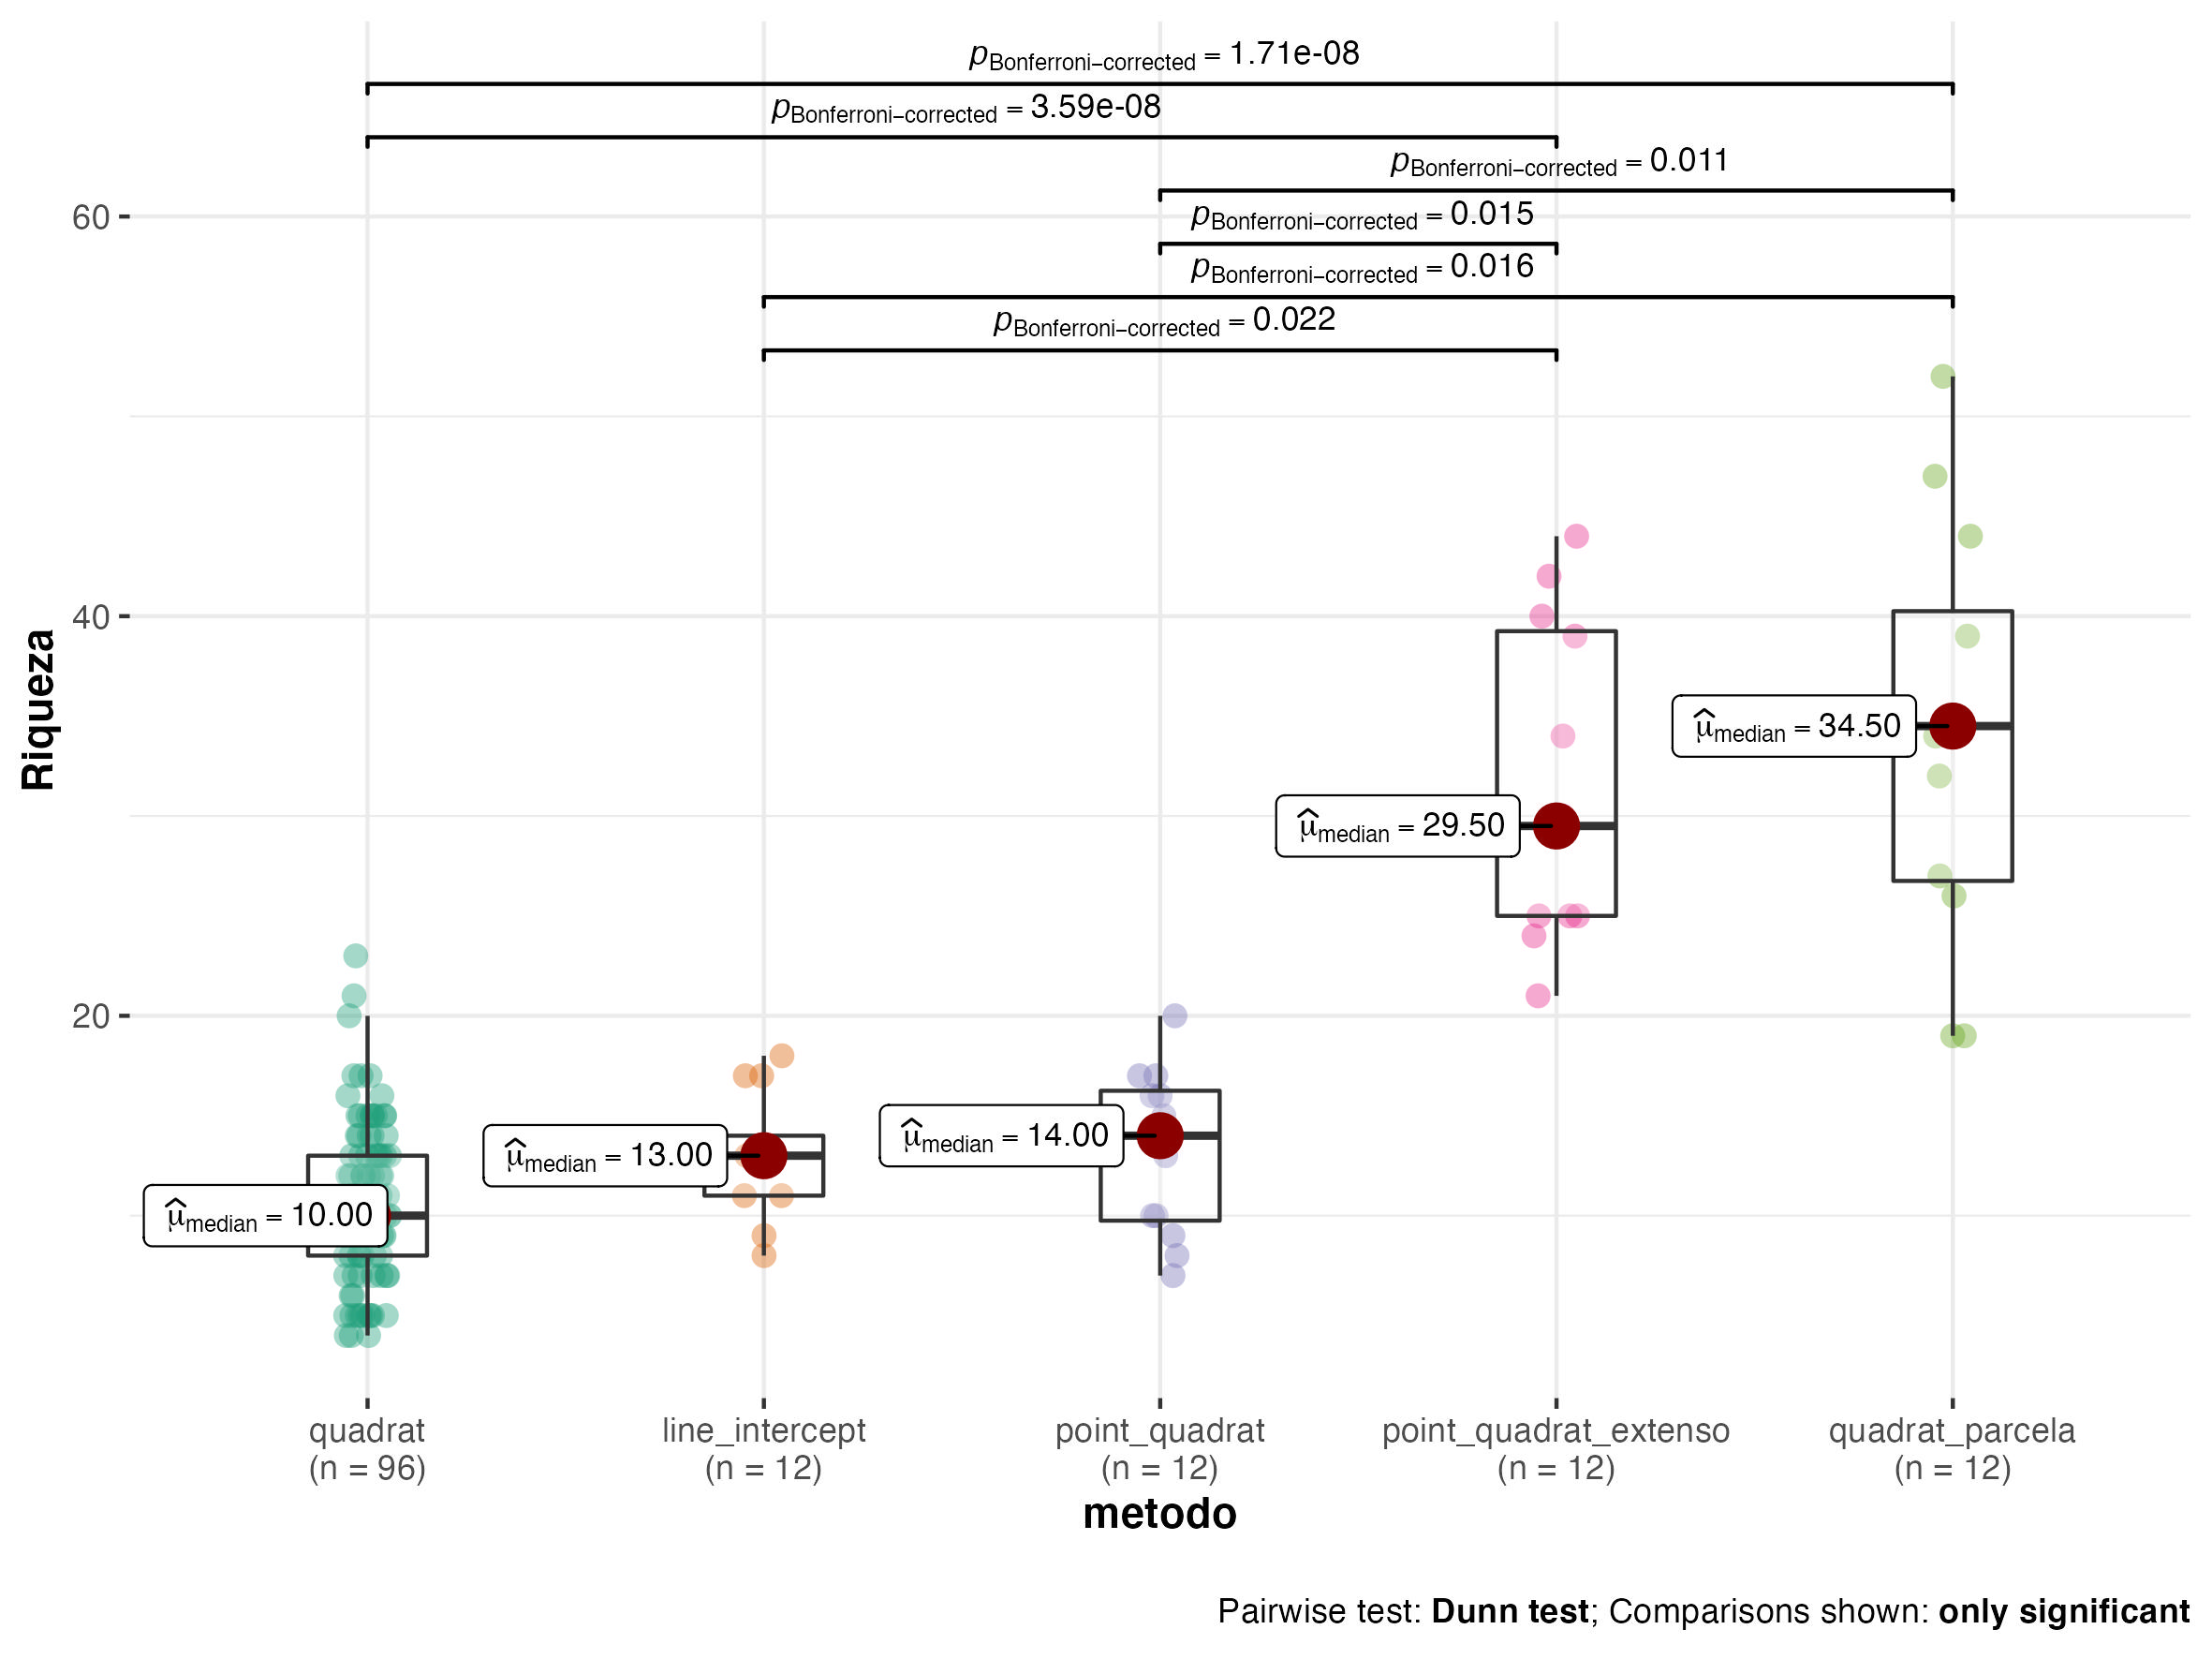 pBonferroni−corrected = 1.71e-08
pBonferroni−corrected = 3.59e-08
pBonferroni−corrected = 0.011
pBonferroni−corrected = 0.015
pBonferroni−corrected = 0.016
pBonferroni−corrected = 0.022
60
40
20
Riqueza
μ̂median = 34.50
μ̂median = 29.50
μ̂median = 14.00
μ̂median = 13.00
μ̂median = 10.00
quadrat
(n = 96)
line_intercept
(n = 12)
point_quadrat
(n = 12)
point_quadrat_extenso
(n = 12)
quadrat_parcela
(n = 12)
metodo
Pairwise test: Dunn test; Comparisons shown: only significant